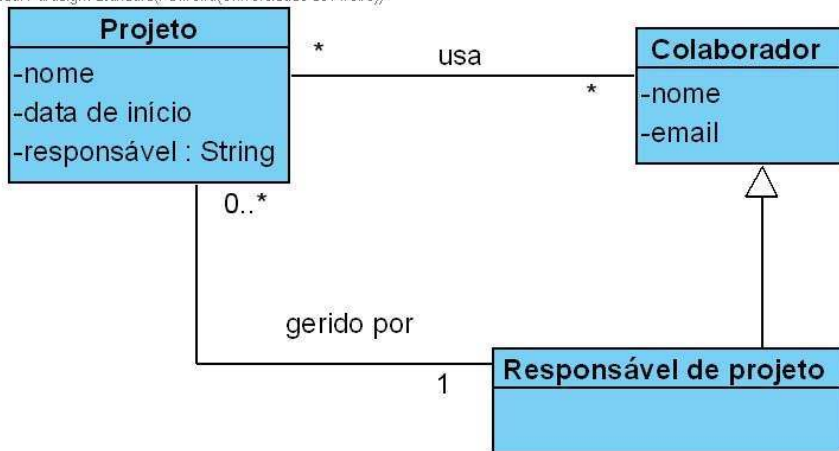 Projeto
-nome
-data de início
-responsável : String
*
usa
*
Colaborador
-nome
-email
0..*
gerido por
1
Responsável de projeto